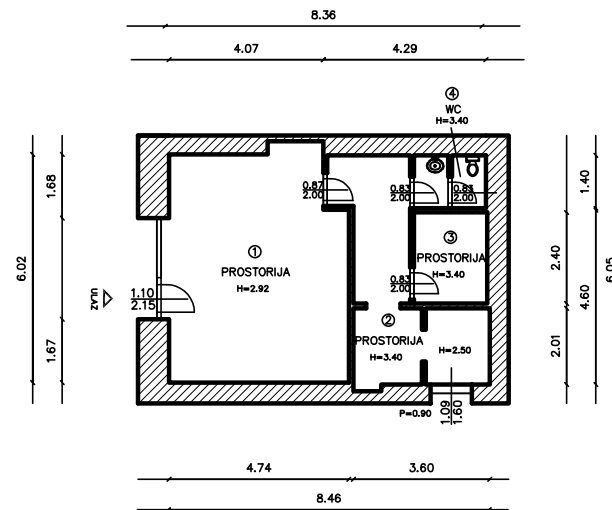 8.36
4.07
4.29
4
WC
H=3.40
1.68
6.02
1.67
0.87
2.00
0.83
2.00
0.83
2.00
1.40
2.40
4.60
6.05
2.01
1
PROSTORIJA
H=2.92
3
PROSTORIJA
H=3.40
0.83
2.00
ULAZ
1.10
2.15
2
PROSTORIJA
H=3.40
H=2.50
P=0.90
1.09
1.60
4.74
3.60
8.46